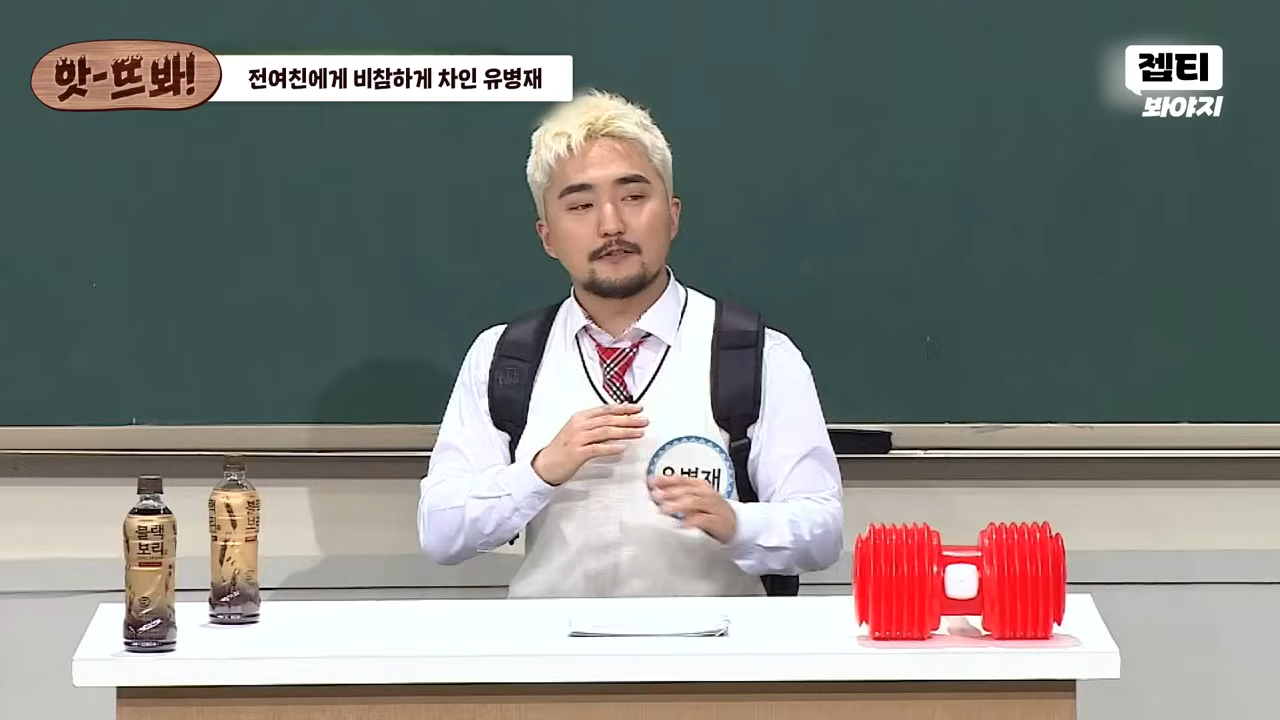 앗-뜨봐!
전여친에게 비참하게 차인 유병재
젭티
봐야지
유병재
블랙
보리